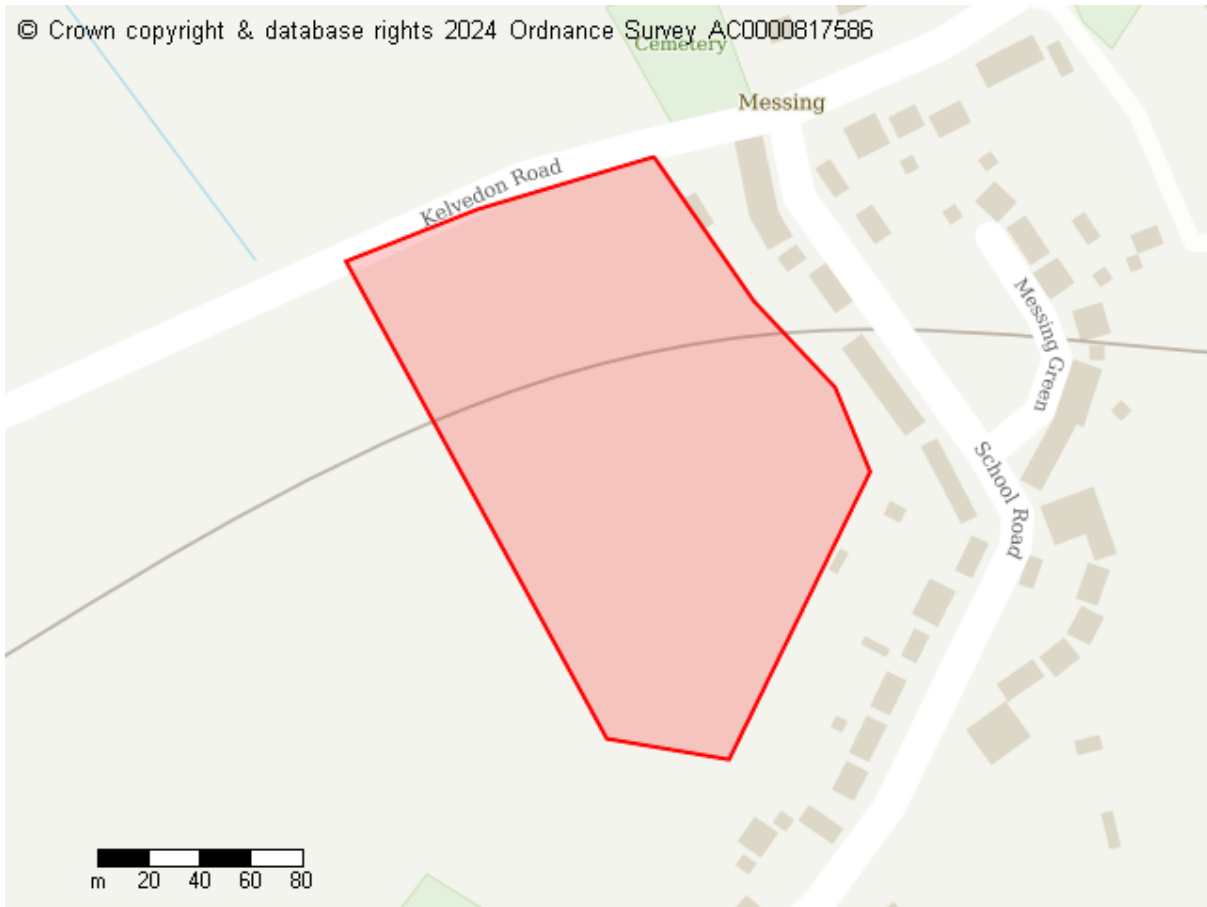 © Crown copyright & database rights 2024 Ordnance Survey AC0000817586
Cemetery
Messing
Kelvedon Road
Messing Green
School Road
m 20 40 60 80